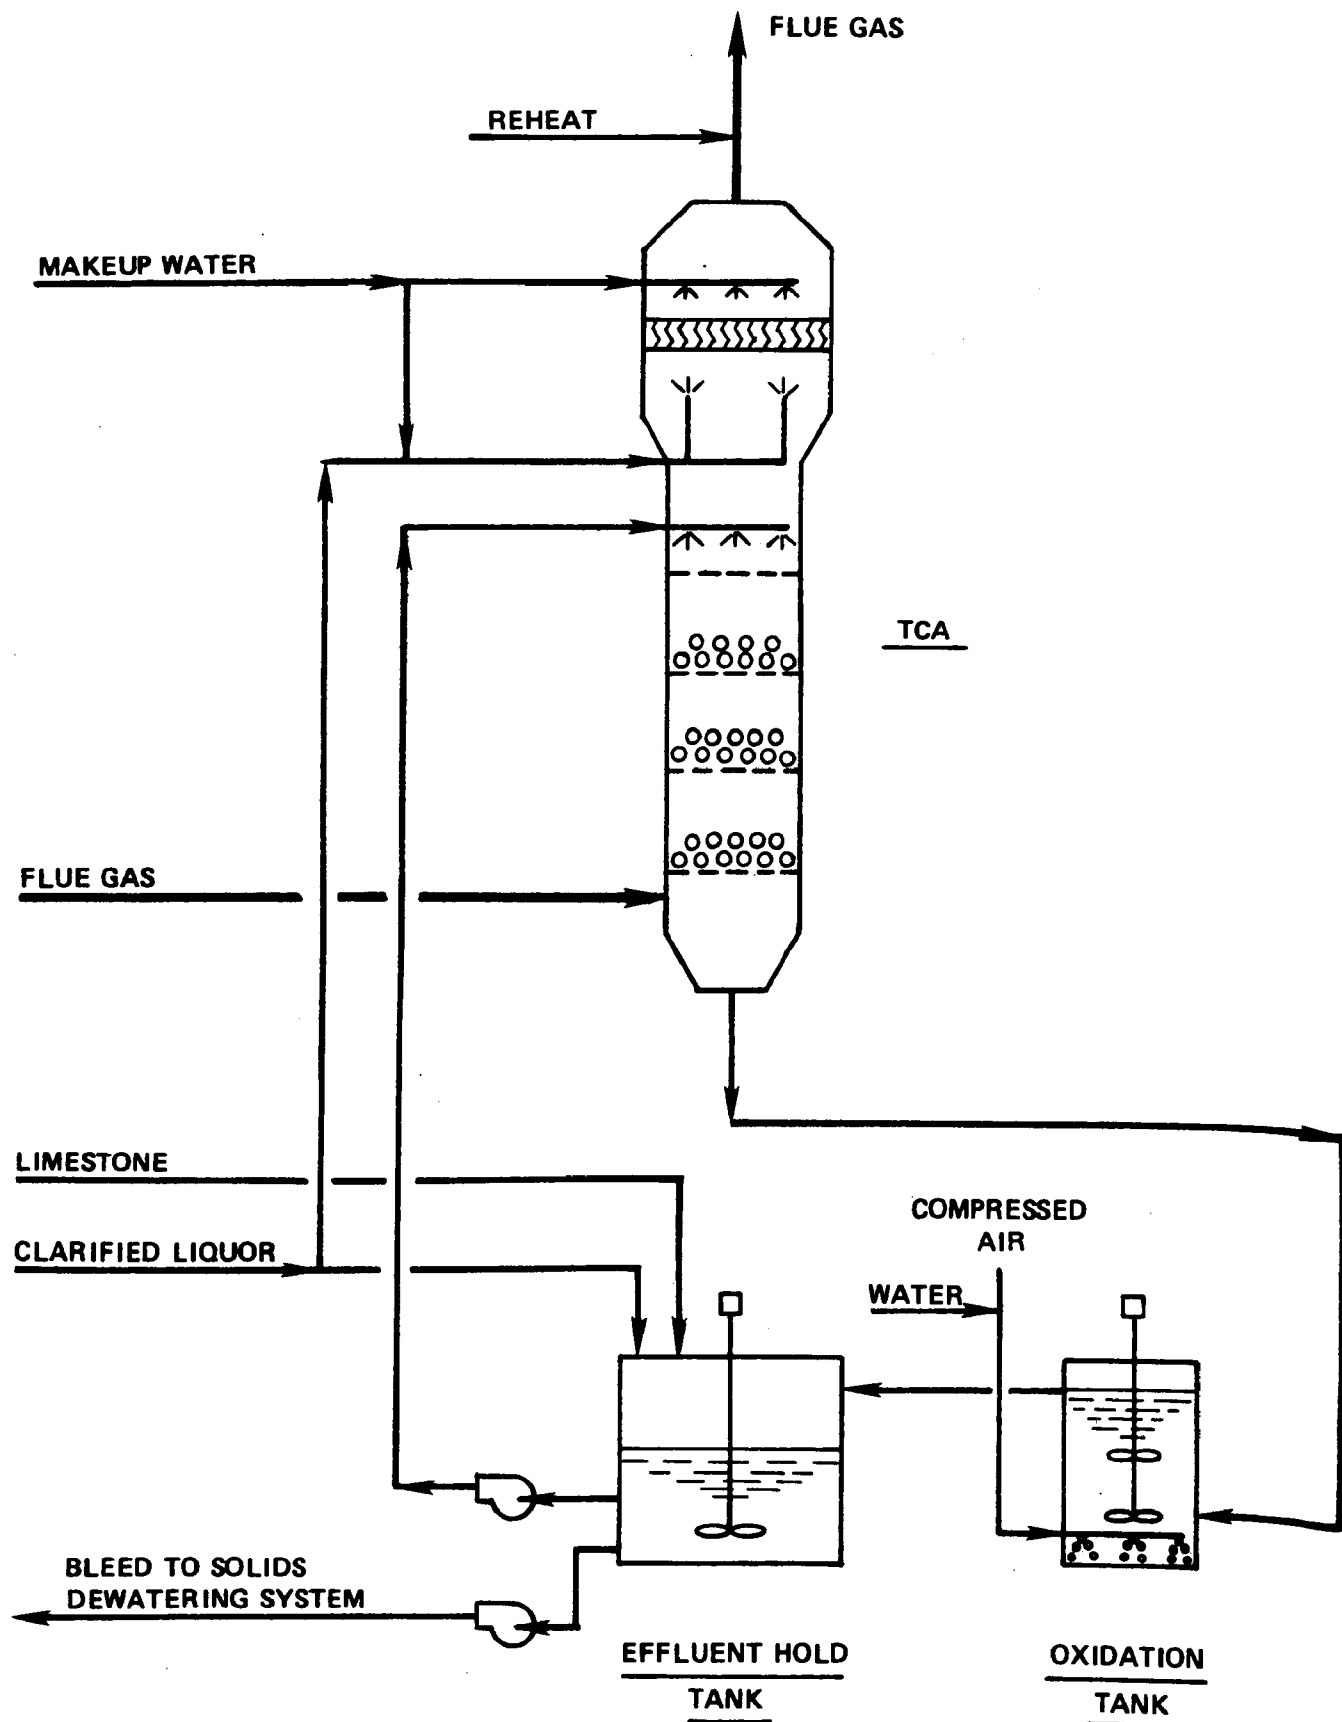 FLUE GAS
REHEAT
MAKEUP WATER
TCA
FLUE GAS
LIMESTONE
COMPRESSED
AIR
CLARIFIED LIQUOR
WATER
BLEED TO SOLIDS
DEWATERING SYSTEM
EFFLUENT HOLD
TANK
OXIDATION
TANK